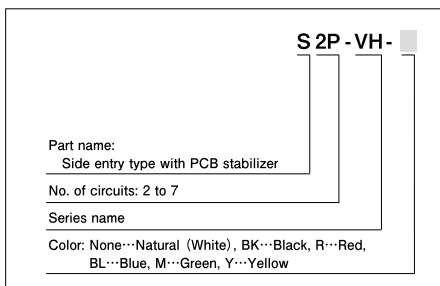 S 2P - VH -
Part name:
Side entry type with PCB stabilizer
No. of circuits: 2 to 7
Series name
Color: None…Natural (White), BK…Black, R…Red,
BL…Blue, M…Green, Y…Yellow